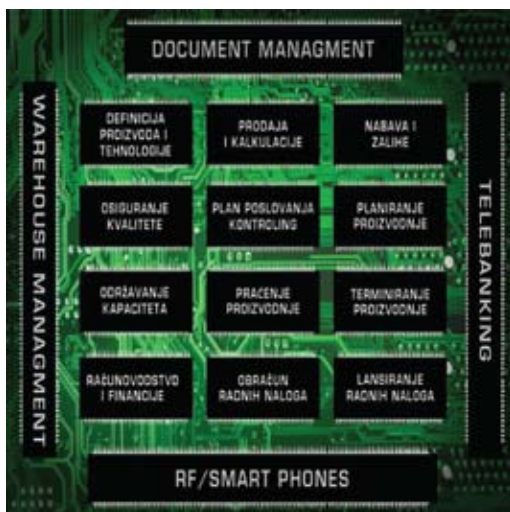 DOCUMENT MANAGMENT
WAREHOUSE MANAGMENT
DEFINICIJA
PROIZVODA I
TEHNOLOGIJE
PRODAJA
I KALKULACIJE
NABAVA I
ZALIHE
TELEBANKING
OSIGURANJE
KVALITETE
PLAN POSLOVANJA
KONTROLING
PLANIRANJE
PROIZVODNJE
ODRŽAVANJE
KAPACITETA
PRAĆENJE
PROIZVODNJE
TERMINIRANJE
PROIZVODNJE
RAČUNOVODSTVO
I FINANCIJE
OBRAČUN
RADNIH NALOGA
LANSIRANJE
RADNIH NALOGA
RF/SMART PHONES